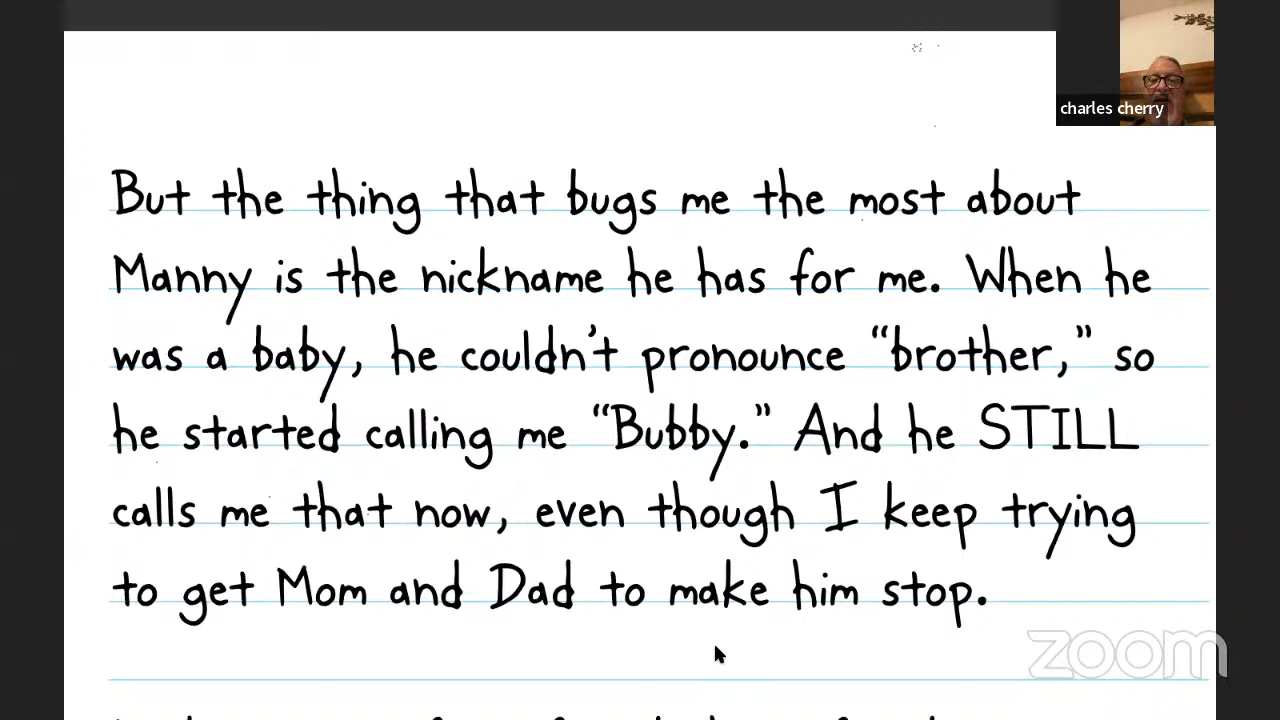 charles cherry
But the thing that bugs me the most about
Manny is the nickname he has for me. When he
was a baby, he couldn't pronounce “brother,” so
he started calling me “Bubby.” And he STILL
calls me that now, even though I keep trying
to get Mom and Dad to make him stop.
zoom